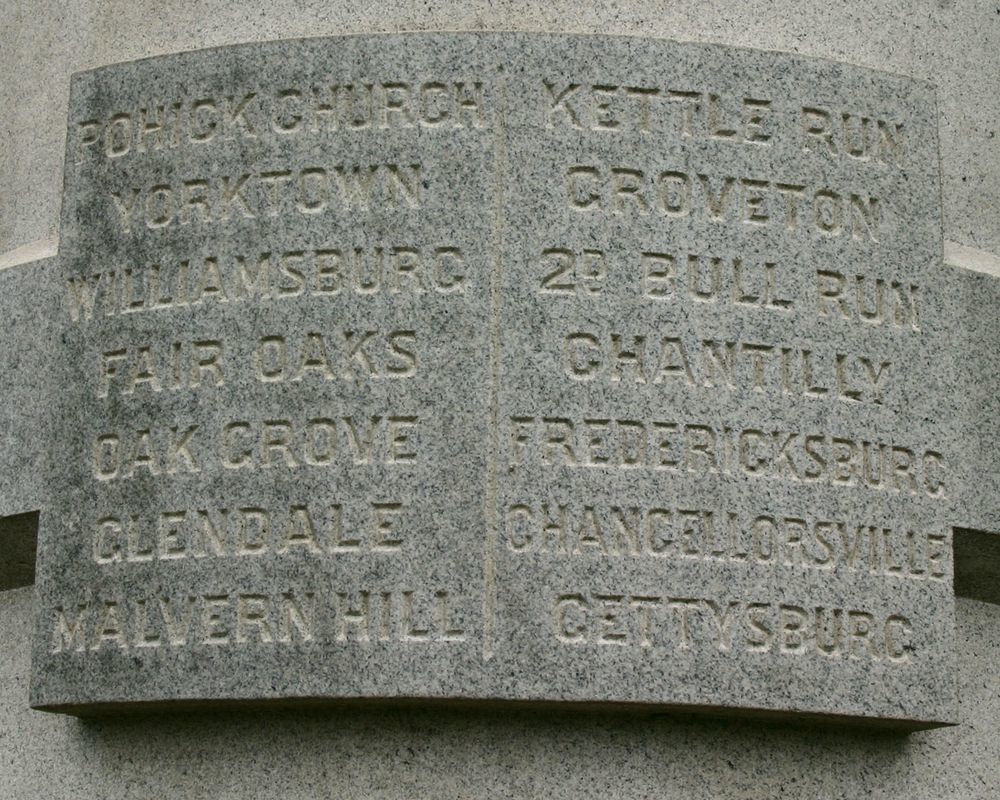 POHICK CHURCH
YORKTOWN
WILLIAMSBURG
FAIR OAKS
OAK GROVE
GLENDALE
MALVERN HILL
KETTLE RUN
GROVETON
2D BULL RUN
CHANTILLY
FREDERICKSBURG
CHANCELLORSVILLE
GETTYSBURG